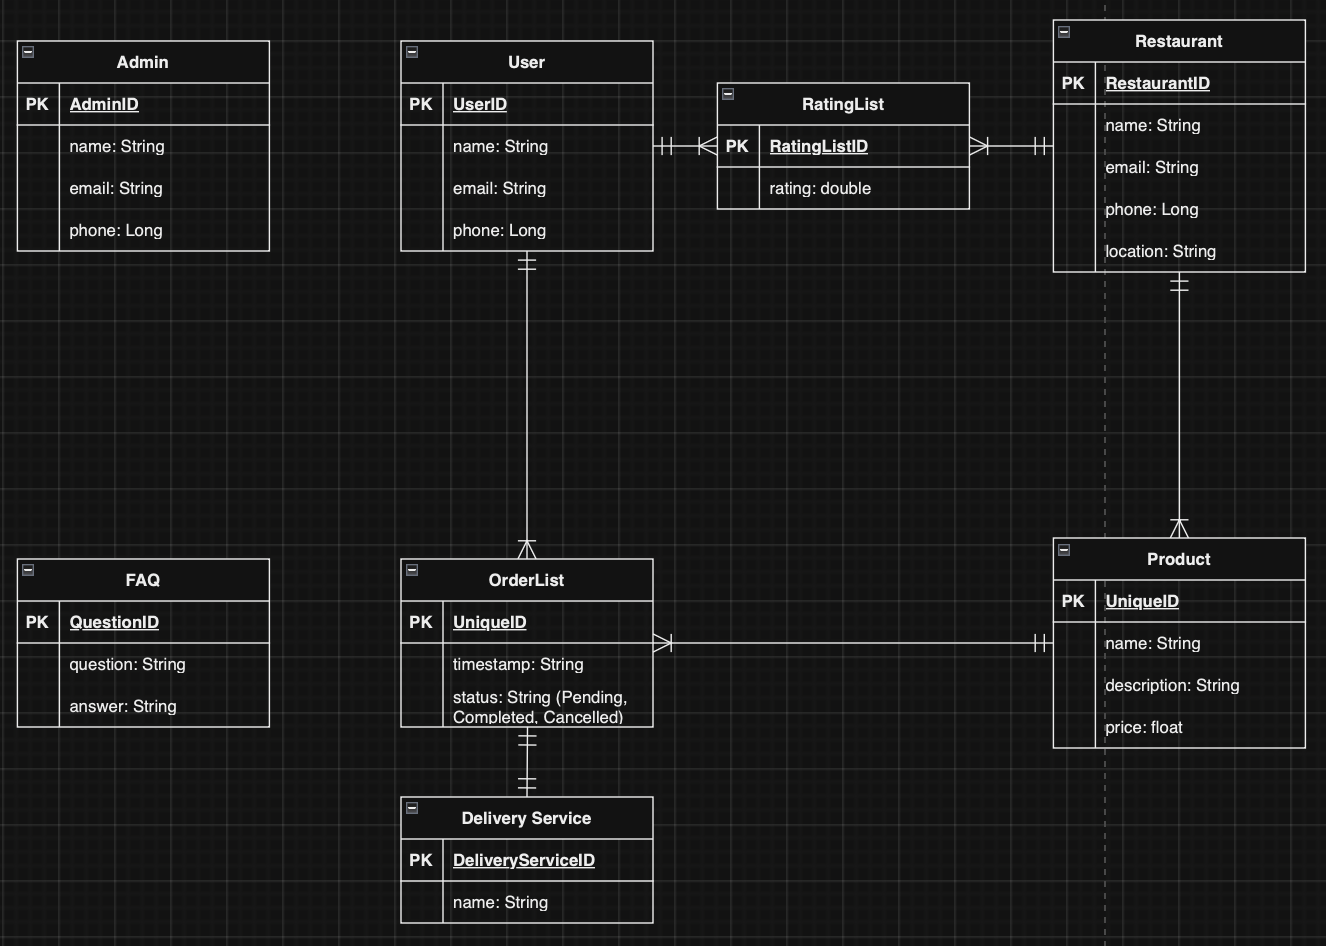 Admin
PK AdminID
name: String
email: String
phone: Long
User
PK UserID
name: String
email: String
phone: Long
RatingList
PK RatingListID
rating: double
Restaurant
PK RestaurantID
name: String
email: String
phone: Long
location: String
FAQ
PK QuestionID
question: String
answer: String
OrderList
PK UniqueID
timestamp: String
status: String (Pending,
Completed, Cancelled)
Product
PK UniqueID
name: String
description: String
price: float
Delivery Service
PK DeliveryServiceID
name: String